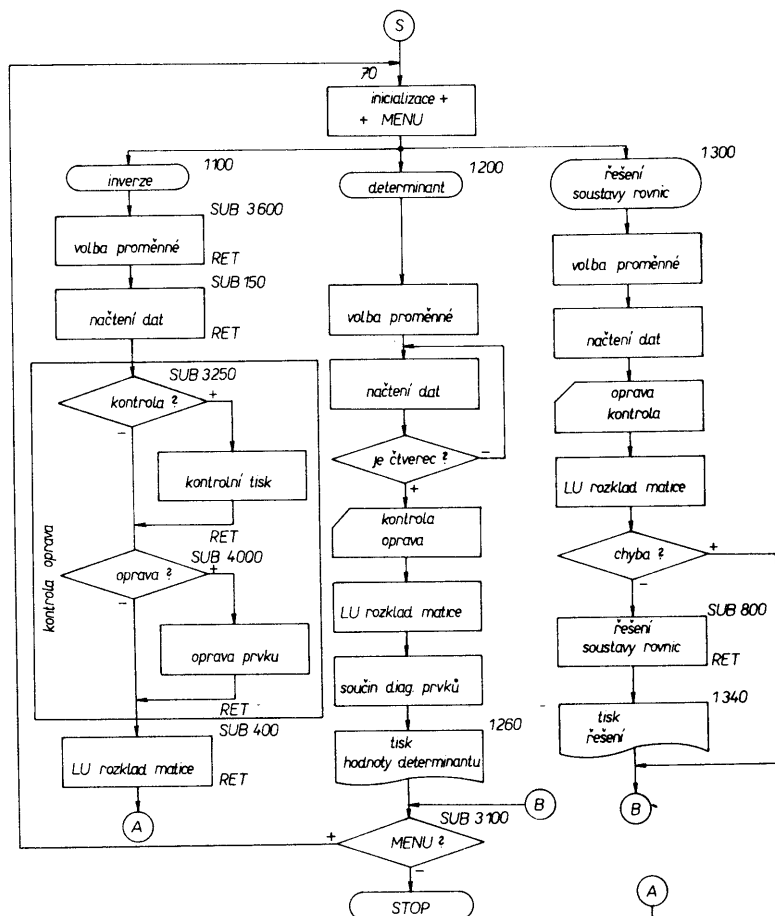 S
70
inicializace +
+ MENU
1100
inverze
SUB 3600
volba proměnné
RET
SUB 150
načtení dat
RET
SUB 3250
kontrola ?
+
−
kontrolní tisk
RET
SUB 4000
oprava ?
+
−
oprava prvku
RET
kontrola oprava
SUB 400
LU rozklad matice
RET
A
1200
determinant
volba proměnné
načtení dat
je čtverec ?
−
+
kontrola
oprava
LU rozklad matice
součin diag. prvků
1260
tisk
hodnoty determinantu
B
SUB 3100
MENU ?
+
−
STOP
1300
řešení
soustavy rovnic
volba proměnné
načtení dat
oprava
kontrola
LU rozklad matice
chyba ?
+
−
SUB 800
řešení
soustavy rovnic
RET
1340
tisk
řešení
B
A